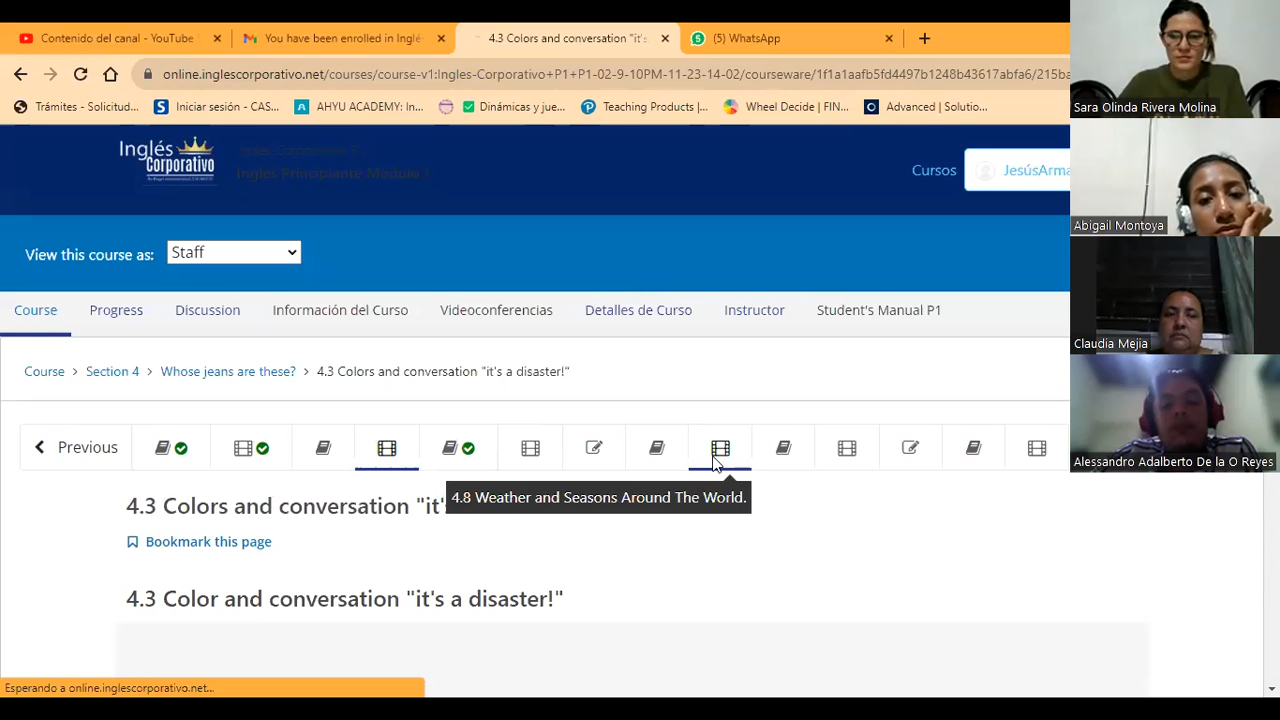 Contenido del canal - YouTube
You have been enrolled in Inglé
4.3 Colors and conversation "it's
(5) WhatsApp
online.inglescorporativo.net/courses/course-v1:Ingles-Corporativo+P1+P1-02-9-10PM-11-23-14-02/courseware/1f1a1aafb5fd4497b1248b43617abfa6/215ba
Trámites - Solicitud...
Iniciar sesión - CAS...
AHYU ACADEMY: In...
Dinámicas y jue...
Teaching Products |...
Wheel Decide | FIN...
Advanced | Solutio...
Inglés
Corporativo
Ingles Principiante Modulo 1
Cursos
JesúsArma
View this course as:
Staff
Course
Progress
Discussion
Información del Curso
Videoconferencias
Detalles de Curso
Instructor
Student's Manual P1
Course > Section 4 > Whose jeans are these? > 4.3 Colors and conversation "it's a disaster!"
Previous
4.8 Weather and Seasons Around The World.
4.3 Colors and conversation "it'
Bookmark this page
4.3 Color and conversation "it's a disaster!"
Esperando a online.inglescorporativo.net...
Sara Olinda Rivera Molina
Abigail Montoya
Claudia Mejia
Alessandro Adalberto De la O Reyes